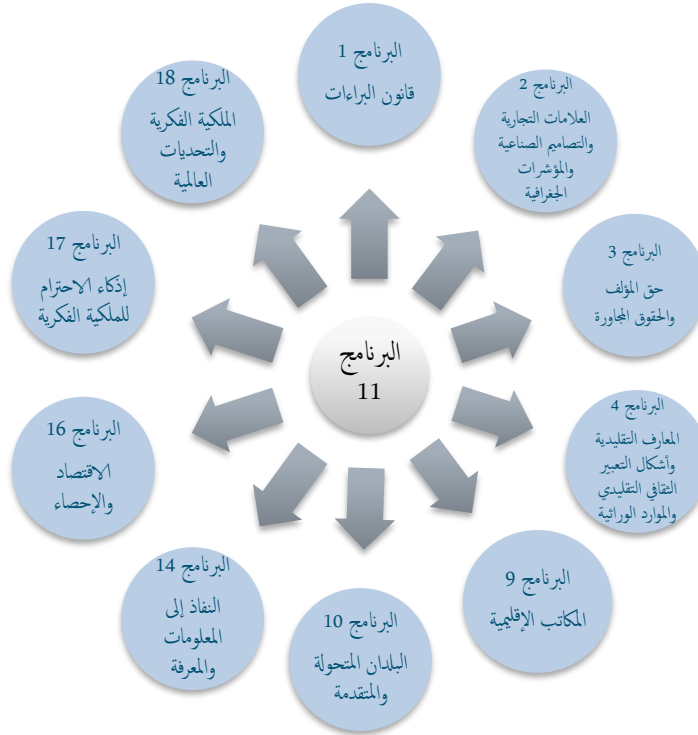 البرنامج 1
قانون البراءات
البرنامج 2
العلامات التجارية
والتصاميم الصناعية
والمؤشرات
الجغرافية
البرنامج 3
حق المؤلف
والحقوق المجاورة
البرنامج 4
المعارف التقليدية
وأشكال التعبير
الثقافي التقليدي
والموارد الوراثية
البرنامج 9
المكاتب الإقليمية
البرنامج 10
البلدان المتحولة
والمتقدمة
البرنامج 14
النفاذ إلى
المعلومات
والمعرفة
البرنامج 16
الاقتصاد
والإحصاء
البرنامج 17
إذكاء الاحترام
للملكية الفكرية
البرنامج 18
الملكية الفكرية
والتحديات
العالمية
البرنامج
11